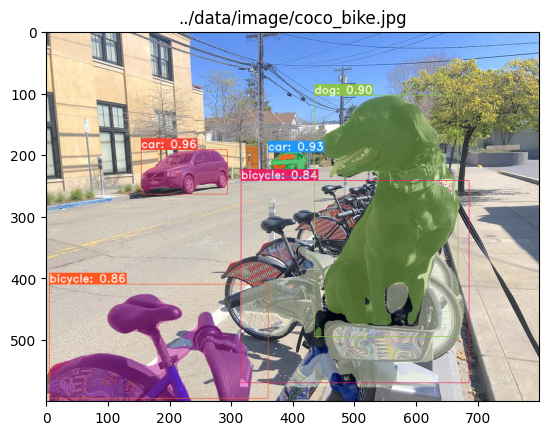 ../data/image/coco_bike.jpg
0
100
dog: 0.90
car: 0.96
car: 0.93
200
bicycle: 0.84
300
400
bicycle: 0.86
500
0 100 200 300 400 500 600 700